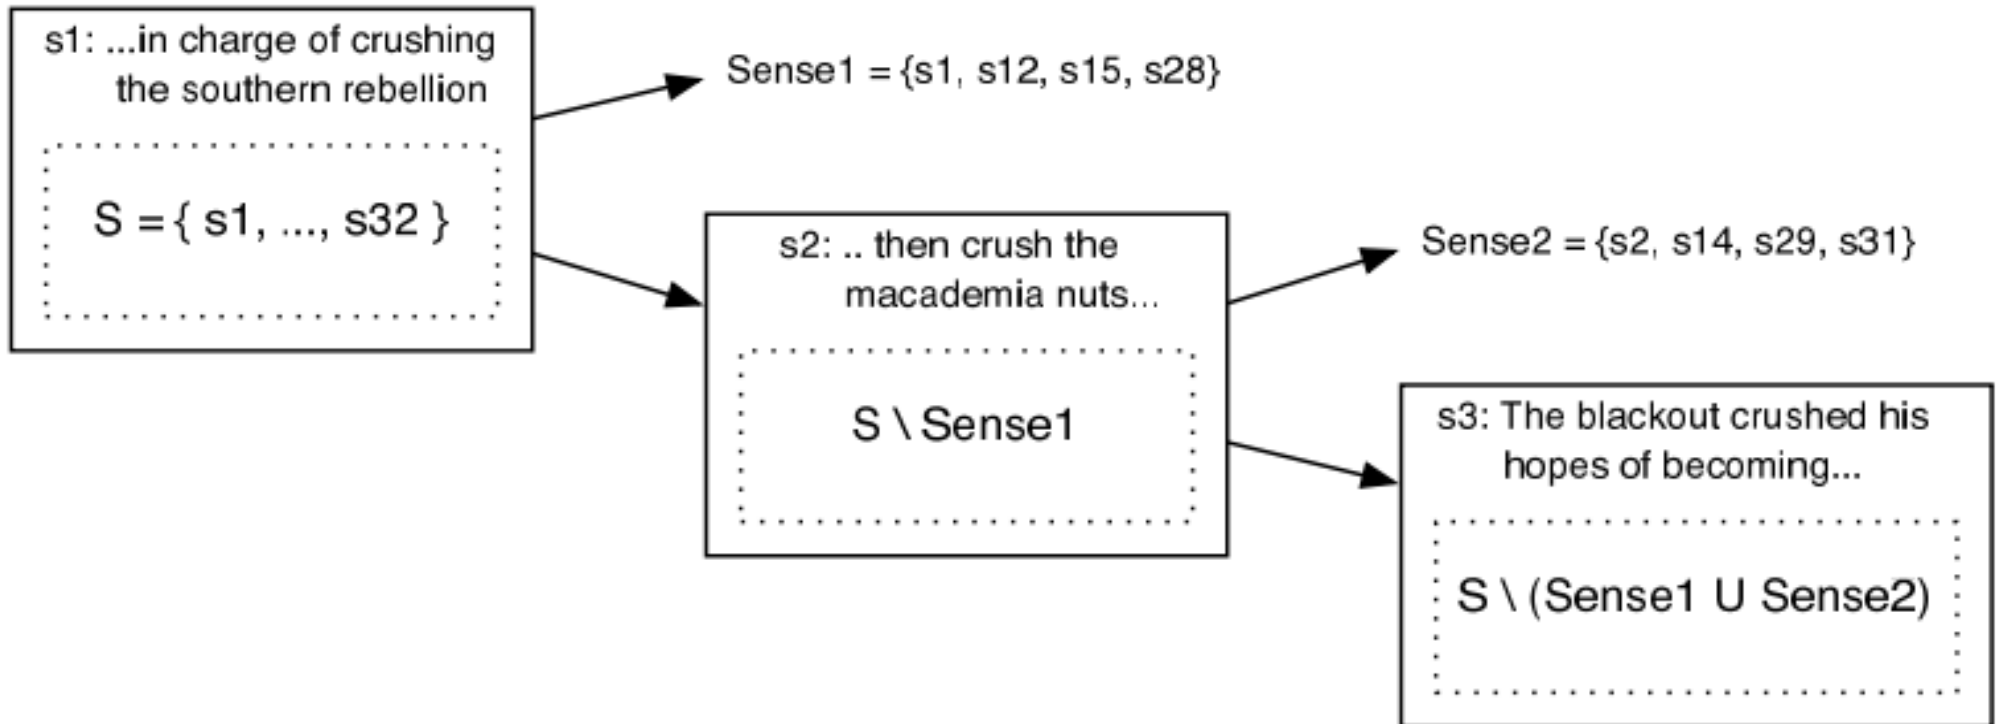 s1: ...in charge of crushing
the southern rebellion
S = { s1, ..., s32 }
Sense1 = {s1, s12, s15, s28}
s2: .. then crush the
macademia nuts...
S \ Sense1
Sense2 = {s2, s14, s29, s31}
s3: The blackout crushed his
hopes of becoming...
S \ (Sense1 U Sense2)